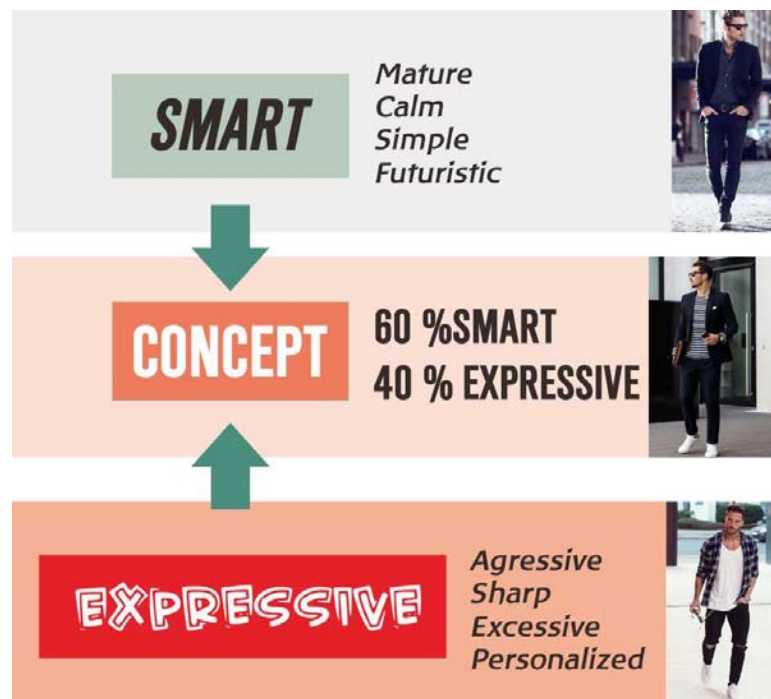 SMART
Mature
Calm
Simple
Futuristic
CONCEPT
60 %SMART
40 % EXPRESSIVE
EXPRESSIVE
Agressive
Sharp
Excessive
Personalized